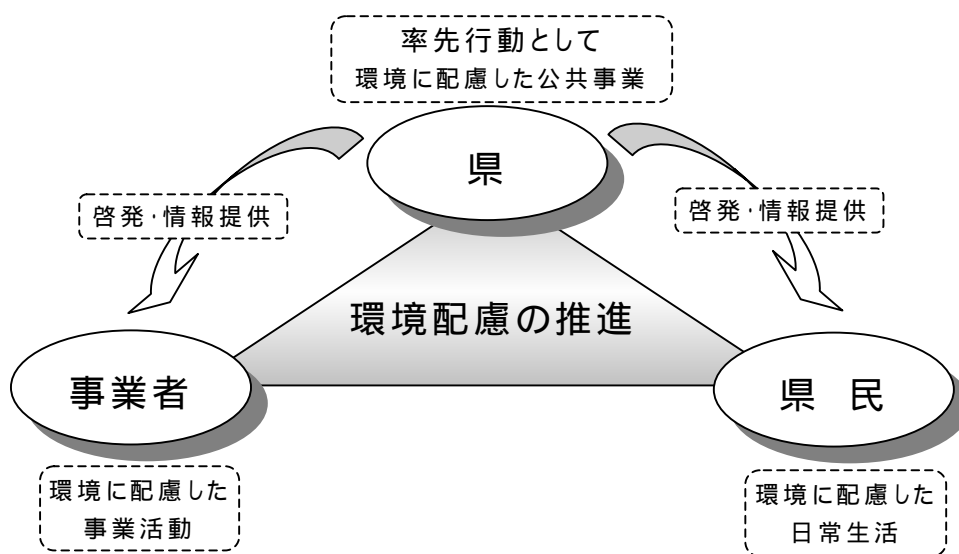 率先行動として
環境に配慮した公共事業
県
啓発・情報提供
啓発・情報提供
環境配慮の推進
事業者
県 民
環境に配慮した
事業活動
環境に配慮した
日常生活